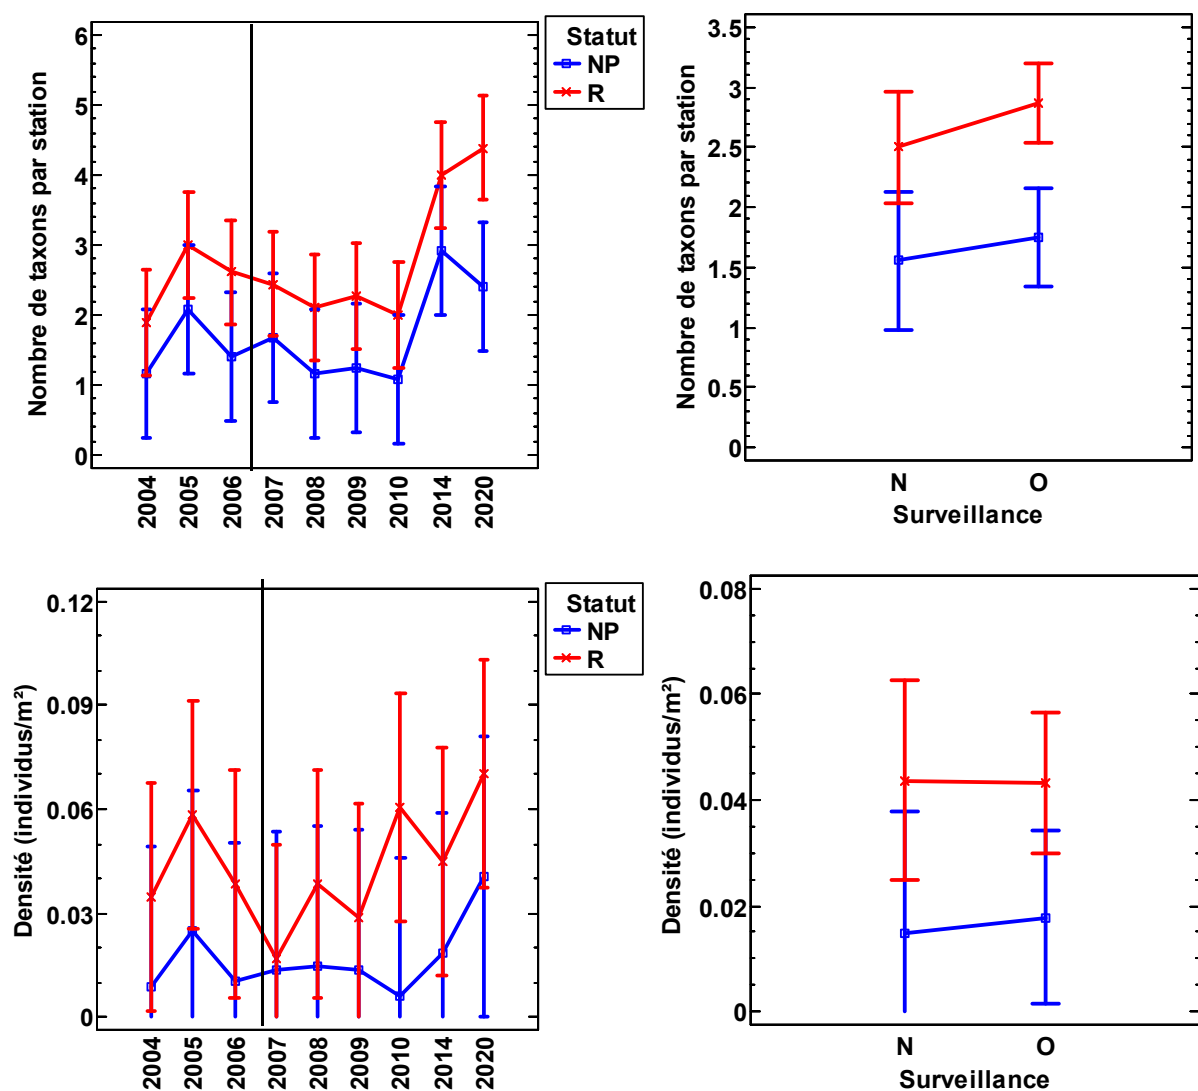 Nombre de taxons par station
6
5
4
3
2
1
0
2004 2005 2006 2007 2008 2009 2010 2014 2020
Statut
NP
R
Nombre de taxons par station
3.5
3
2.5
2
1.5
1
0.5
0
N O
Surveillance
Densité (individus/m²)
0.12
0.09
0.06
0.03
0
2004 2005 2006 2007 2008 2009 2010 2014 2020
Statut
NP
R
Densité (individus/m²)
0.08
0.06
0.04
0.02
0
N O
Surveillance